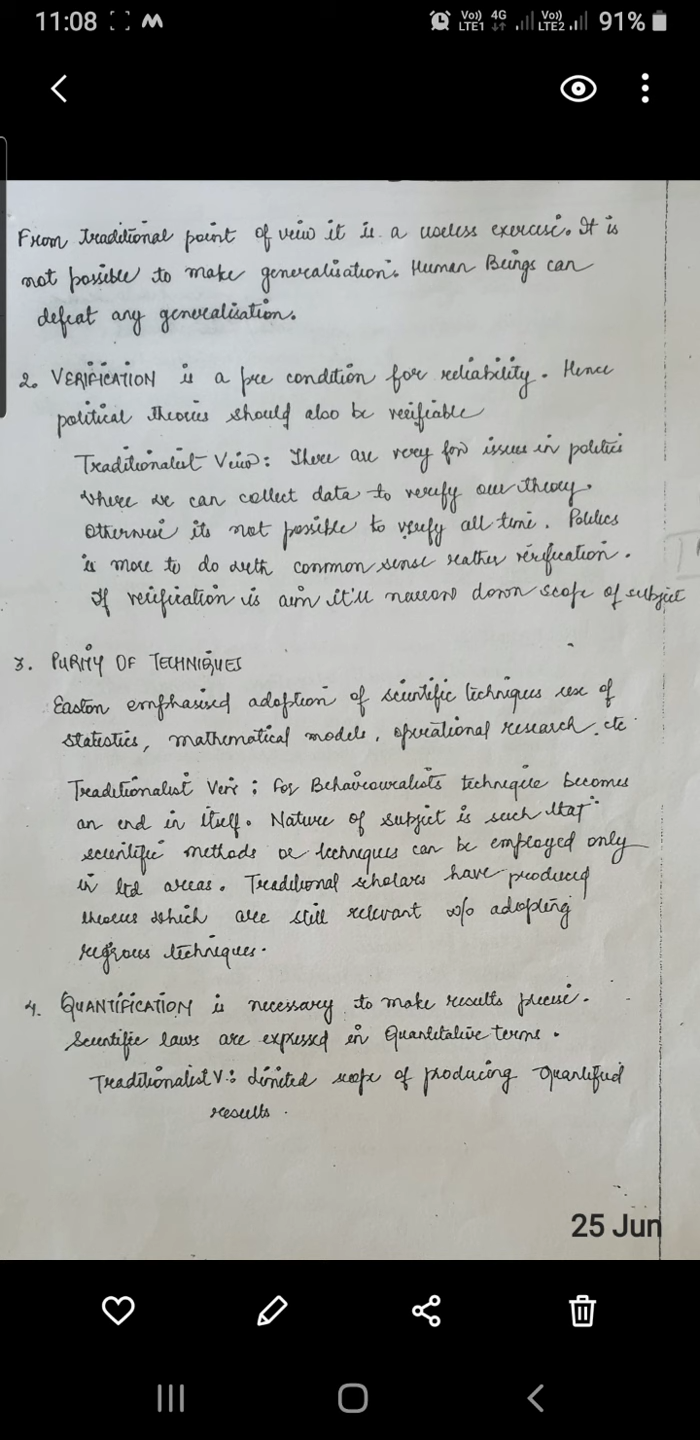 11:08
Vo)) LTE1 4G Vo)) LTE2 91%
From Traditional point of veiw it is a useless exercise. It is
not possible to make generalisation. Human Beings can
defeat any generalisation.
2. VERIFICATION is a pre condition for reliability. Hence
political theories should also be verifiable
Traditionalist View: There are very few issues in politics
where we can collect data to verify our theory.
Otherwise its not possible to verify all time. Politics
is more to do with common sense rather verification.
If verification is aim it'll narrow down scope of subject
3. PURITY OF TECHNIQUES
Easton emphasised adoption of scientific techniques use of
statistics, mathematical models, operational research etc
Traditionalist Veiw: For Behaviouralists technique becomes
an end in itself. Nature of subject is such that
scientific methods or techniques can be employed only
in ltd areas. Traditional scholars have produced
theories which are still relevant w/o adopting
techniques.
4. QUANTIFICATION is necessary to make results precise.
Scientific laws are expressed in Quantitative terms.
Traditionalist V.: Limited scope of producing Quantified
results.
25 Jun